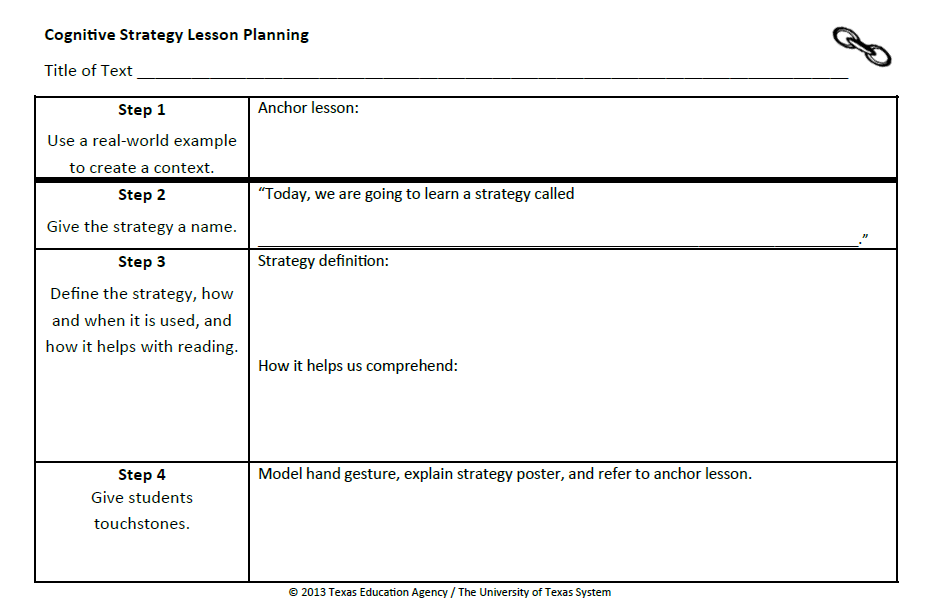 Cognitive Strategy Lesson Planning
Title of Text ___________________________________________________________________________
Step 1
Use a real-world example
to create a context.
Anchor lesson:
Step 2
Give the strategy a name.
“Today, we are going to learn a strategy called
___________________________________________________________________________.”
Step 3
Define the strategy, how
and when it is used, and
how it helps with reading.
Strategy definition:
How it helps us comprehend:
Step 4
Give students
touchstones.
Model hand gesture, explain strategy poster, and refer to anchor lesson.
© 2013 Texas Education Agency / The University of Texas System